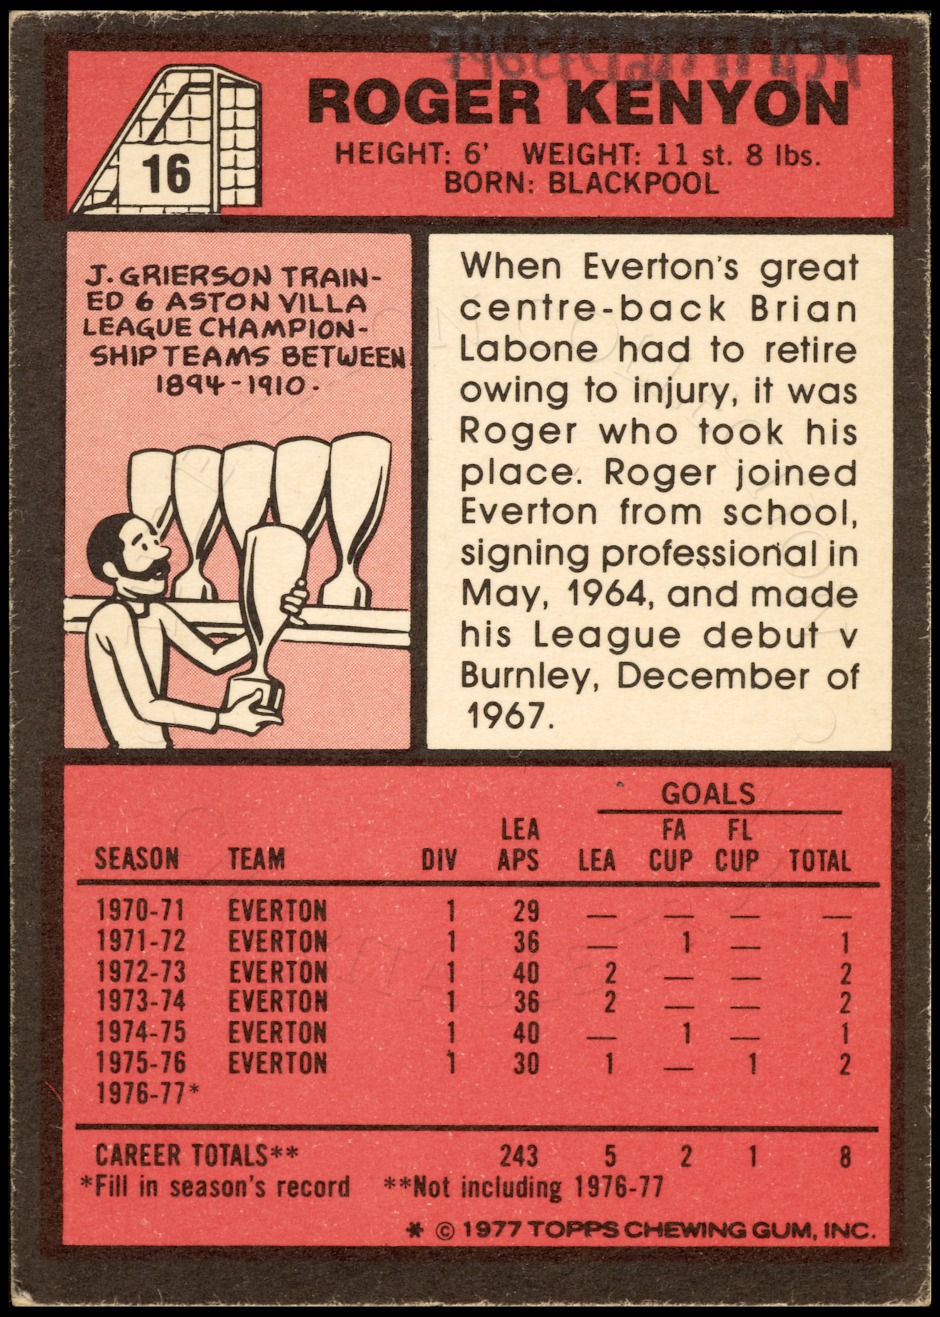 16
ROGER KENYON
HEIGHT: 6' WEIGHT: 11 st. 8 lbs.
BORN: BLACKPOOL
J. GRIERSON TRAIN-
ED 6 ASTON VILLA
LEAGUE CHAMPION-
SHIP TEAMS BETWEEN
1894-1910.
When Everton's great
centre-back Brian
Labone had to retire
owing to injury, it was
Roger who took his
place. Roger joined
Everton from school,
signing professional in
May, 1964, and made
his League debut v
Burnley, December of
1967.
GOALS
LEA FA FL
SEASON TEAM DIV APS LEA CUP CUP TOTAL
1970-71 EVERTON 1 29 — — — —
1971-72 EVERTON 1 36 — 1 — 1
1972-73 EVERTON 1 40 2 — — 2
1973-74 EVERTON 1 36 2 — — 2
1974-75 EVERTON 1 40 — 1 — 1
1975-76 EVERTON 1 30 1 — 1 2
1976-77*
CAREER TOTALS** 243 5 2 1 8
*Fill in season's record **Not including 1976-77
* © 1977 TOPPS CHEWING GUM, INC.